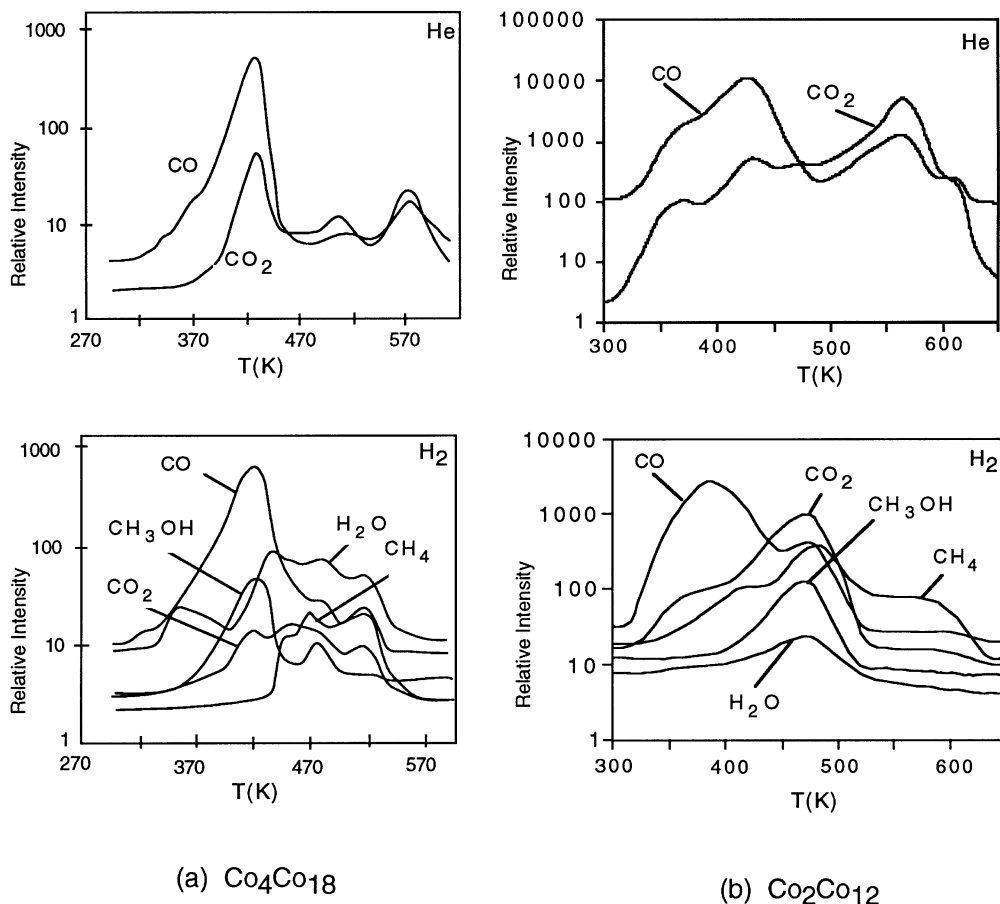 He
1000
100
10
1
Relative Intensity
CO
CO2
270 370 470 570
T(K)
He
100000
10000
1000
100
10
1
Relative Intensity
CO
CO2
300 400 500 600
T(K)
H2
1000
100
10
1
Relative Intensity
CO
CH3OH
CO2
H2O
CH4
270 370 470 570
T(K)
H2
10000
1000
100
10
1
Relative Intensity
CO
CO2
CH3OH
CH4
H2O
300 400 500 600
T(K)
(a) Co4Co18
(b) Co2Co12